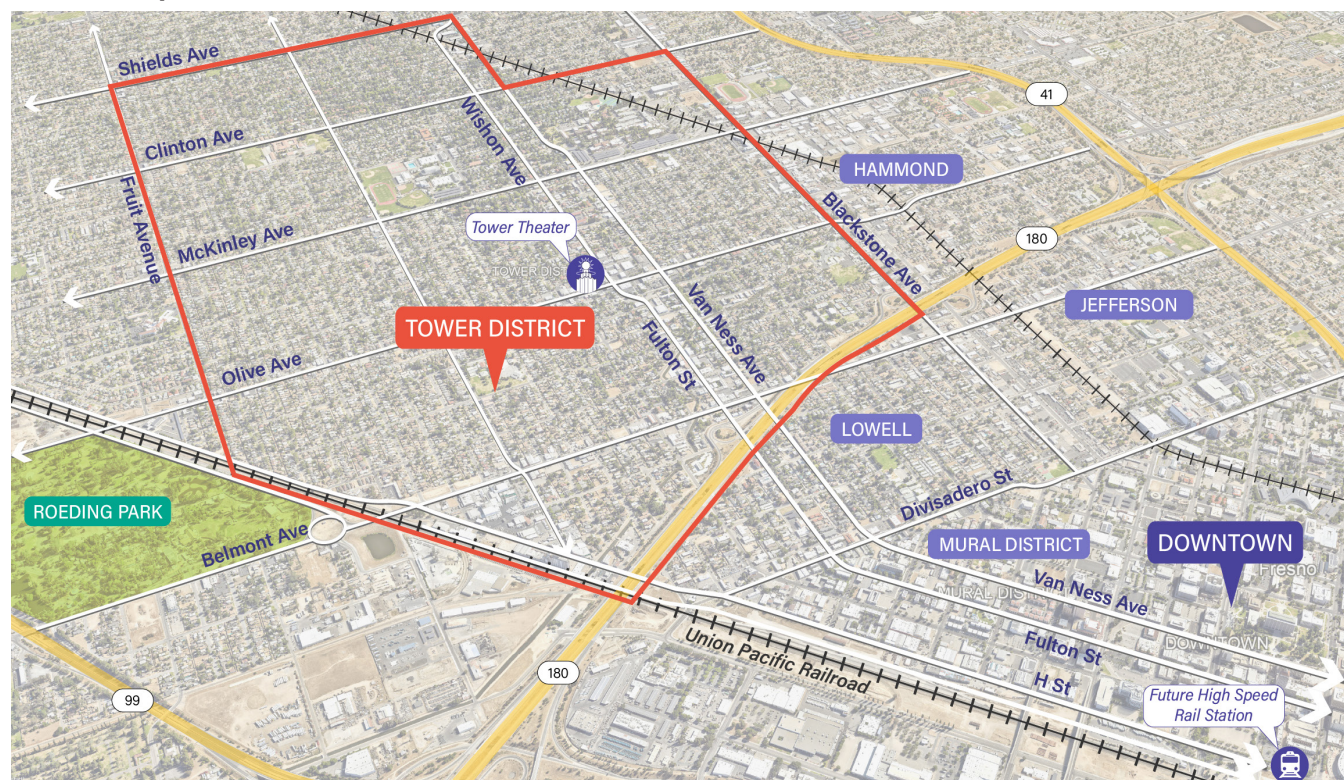 Shields Ave
41
Clinton Ave
Wishon Ave
HAMMOND
Fruit Avenue
Blackstone Ave
McKinley Ave
Tower Theater
180
TOWER DIS
JEFFERSON
TOWER DISTRICT
Van Ness Ave
Fulton St
Olive Ave
LOWELL
Divisadero St
ROEDING PARK
Belmont Ave
MURAL DISTRICT
DOWNTOWN
Fresno
Van Ness Ave
MURAL DIST
DOWNTOWN
Fulton St
Union Pacific Railroad
H St
180
99
Future High Speed
Rail Station